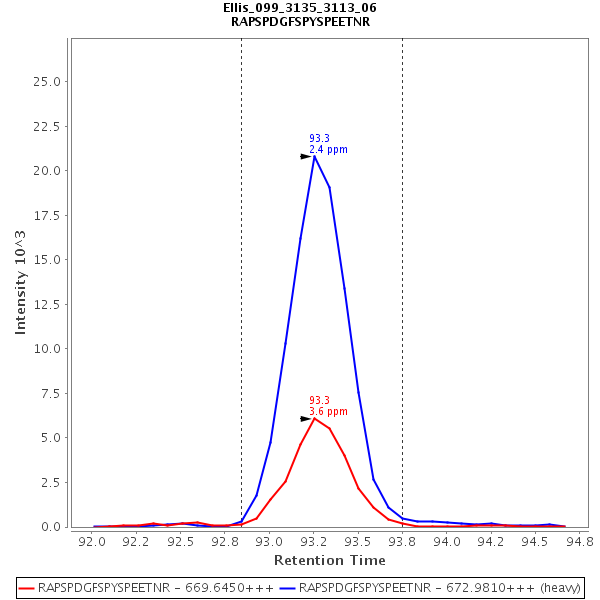 Ellis_099_3135_3113_06
RAPSPDGFSPYSPEETNR
Intensity 10^3
25.0
22.5
20.0
17.5
15.0
12.5
10.0
7.5
5.0
2.5
0.0
93.3
2.4 ppm
93.3
3.6 ppm
92.0 92.2 92.5 92.8 93.0 93.2 93.5 93.8 94.0 94.2 94.5 94.8
Retention Time
RAPSPDGFSPYSPEETNR - 669.6450+++ RAPSPDGFSPYSPEETNR - 672.9810+++ (heavy)